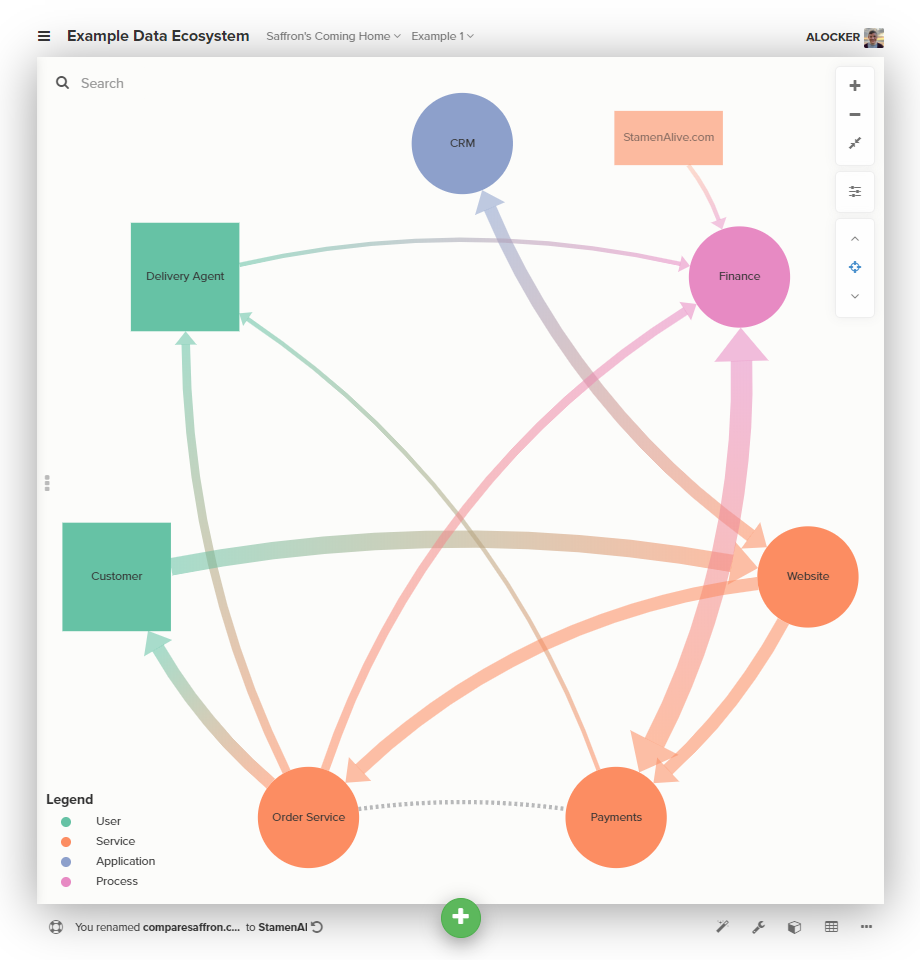 Example Data Ecosystem Saffron's Coming Home Example 1 ALOCKER
Search
CRM
StamenAlive.com
Delivery Agent
Finance
Customer
Website
Order Service
Payments
Legend
User
Service
Application
Process
You renamed comparesaffron.c... to StamenAl